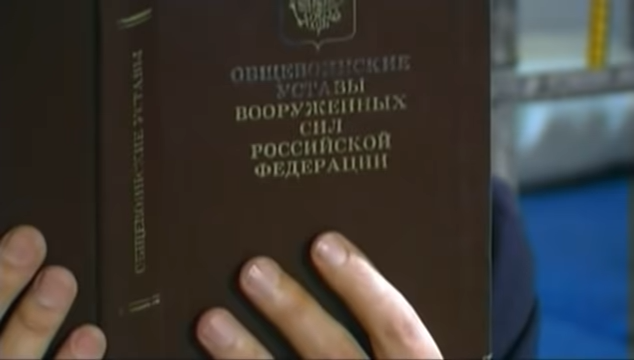 ОБЩЕВОИНСКИЕ УСТАВЫ
ОБЩЕВОИНСКИЕ
УСТАВЫ
ВООРУЖЕННЫХ
СИЛ
РОССИЙСКОЙ
ФЕДЕРАЦИИ